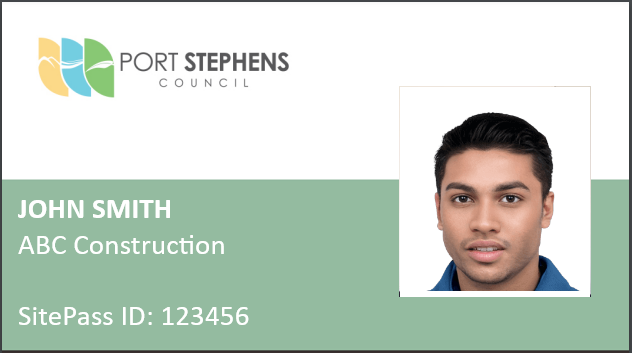 PORT STEPHENS
COUNCIL
JOHN SMITH
ABC Construction
SitePass ID: 123456